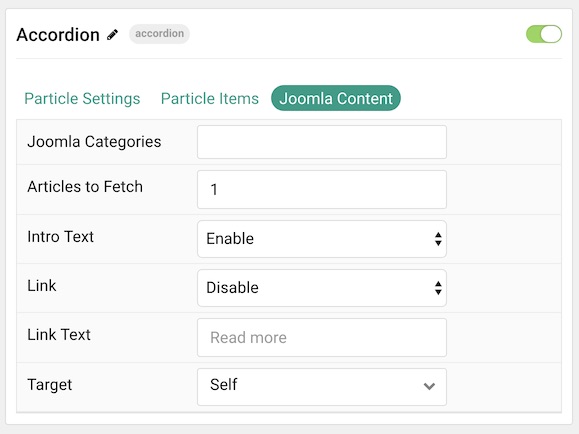 Accordion accordion
Particle Settings Particle Items Joomla Content
Joomla Categories
Articles to Fetch 1
Intro Text Enable
Link Disable
Link Text Read more
Target Self